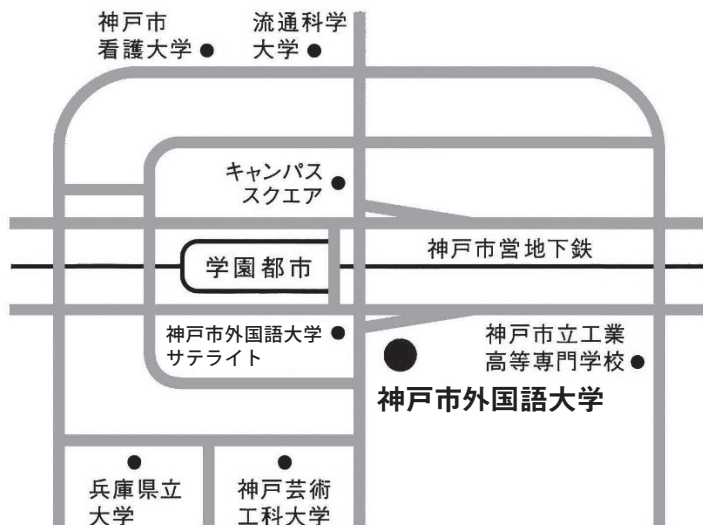 神戸市
看護大学
流通科学
大学
キャンパス
スクエア
神戸市営地下鉄
学園都市
神戸市外国語大学
サテライト
神戸市立工業
高等専門学校
神戸市外国語大学
兵庫県立
大学
神戸芸術
工科大学